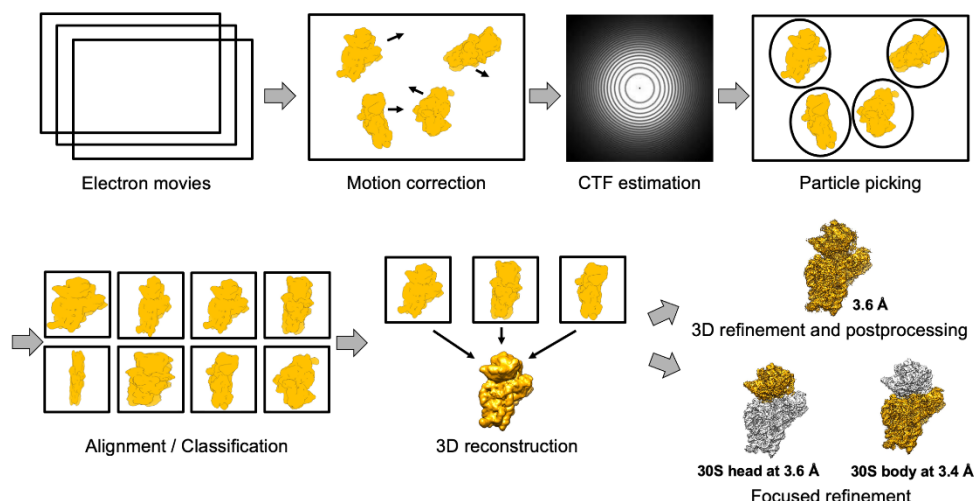 Electron movies
Motion correction
CTF estimation
Particle picking
Alignment / Classification
3D reconstruction
3.6 Å
3D refinement and postprocessing
30S head at 3.6 Å
30S body at 3.4 Å
Focused refinement